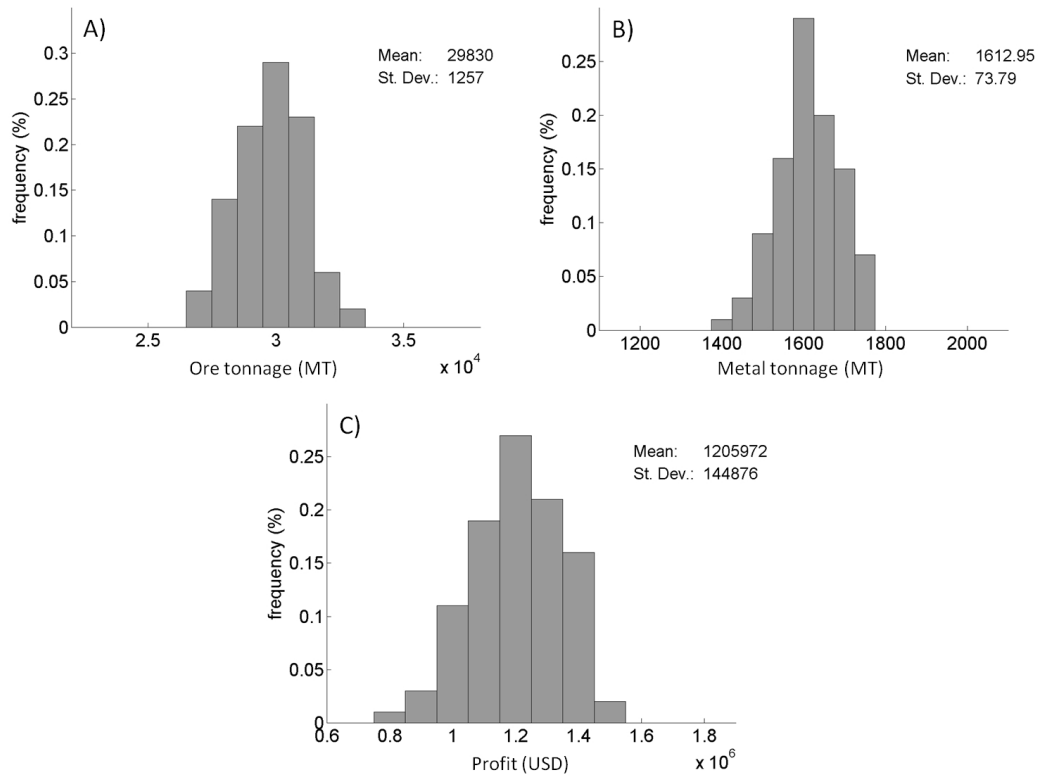 A)
Mean: 29830
St. Dev.: 1257
frequency (%)
0.3
0.25
0.2
0.15
0.1
0.05
0
2.5 3 3.5
x 10^4
Ore tonnage (MT)
B)
Mean: 1612.95
St. Dev.: 73.79
frequency (%)
0.25
0.2
0.15
0.1
0.05
0
1200 1400 1600 1800 2000
Metal tonnage (MT)
C)
Mean: 1205972
St. Dev.: 144876
frequency (%)
0.25
0.2
0.15
0.1
0.05
0
0.6 0.8 1 1.2 1.4 1.6 1.8
x 10^6
Profit (USD)